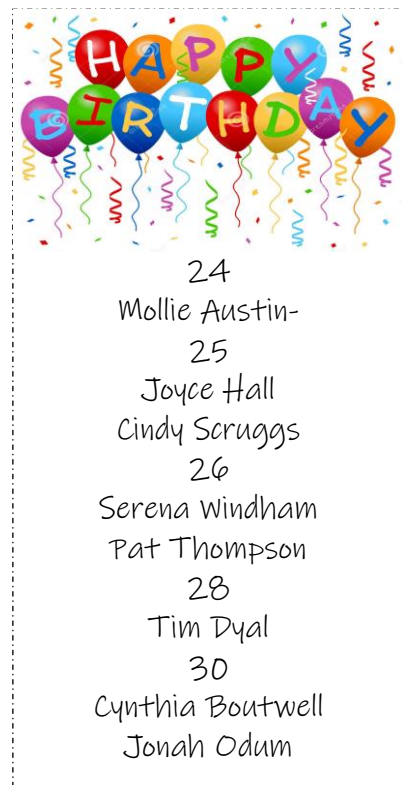 HAPPY
BIRTHDAY
24
Mollie Austin-
25
Joyce Hall
Cindy Scruggs
26
Serena Windham
Pat Thompson
28
Tim Dyal
30
Cynthia Boutwell
Jonah Odum